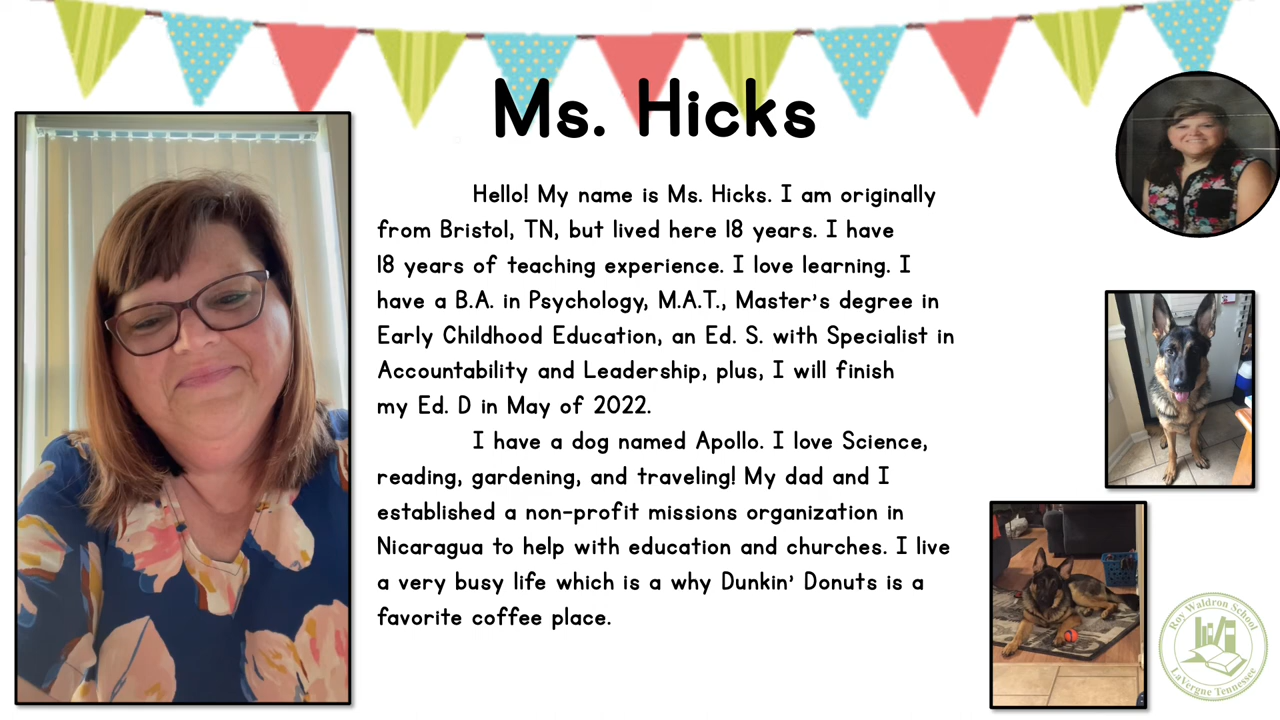 Ms. Hicks
Hello! My name is Ms. Hicks. I am originally
from Bristol, TN, but lived here 18 years. I have
18 years of teaching experience. I love learning. I
have a B.A. in Psychology, M.A.T., Master's degree in
Early Childhood Education, an Ed. S. with Specialist in
Accountability and Leadership, plus, I will finish
my Ed. D in May of 2022.
I have a dog named Apollo. I love Science,
reading, gardening, and traveling! My dad and I
established a non-profit missions organization in
Nicaragua to help with education and churches. I live
a very busy life which is a why Dunkin' Donuts is a
favorite coffee place.
Roy Waldron School
LaVergne Tennessee